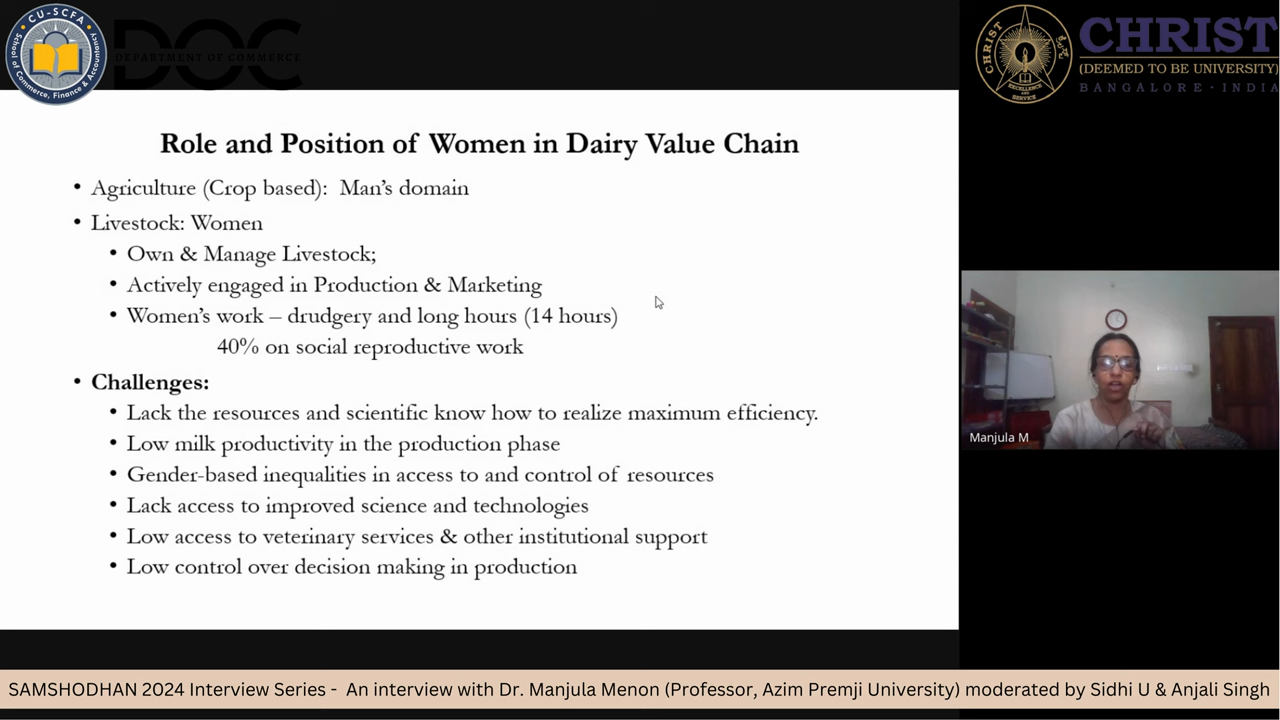 CU-SCFA
School of Commerce, Finance & Accountancy
DOC
DEPARTMENT OF COMMERCE
CHRIST
EXCELLENCE AND SERVICE
CHRIST
(DEEMED TO BE UNIVERSITY)
BANGALORE · INDIA
Role and Position of Women in Dairy Value Chain
• Agriculture (Crop based): Man's domain
• Livestock: Women
• Own & Manage Livestock;
• Actively engaged in Production & Marketing
• Women's work – drudgery and long hours (14 hours)
40% on social reproductive work
• Challenges:
• Lack the resources and scientific know how to realize maximum efficiency.
• Low milk productivity in the production phase
• Gender-based inequalities in access to and control of resources
• Lack access to improved science and technologies
• Low access to veterinary services & other institutional support
• Low control over decision making in production
Manjula M
SAMSHODHAN 2024 Interview Series - An interview with Dr. Manjula Menon (Professor, Azim Premji University) moderated by Sidhi U & Anjali Singh